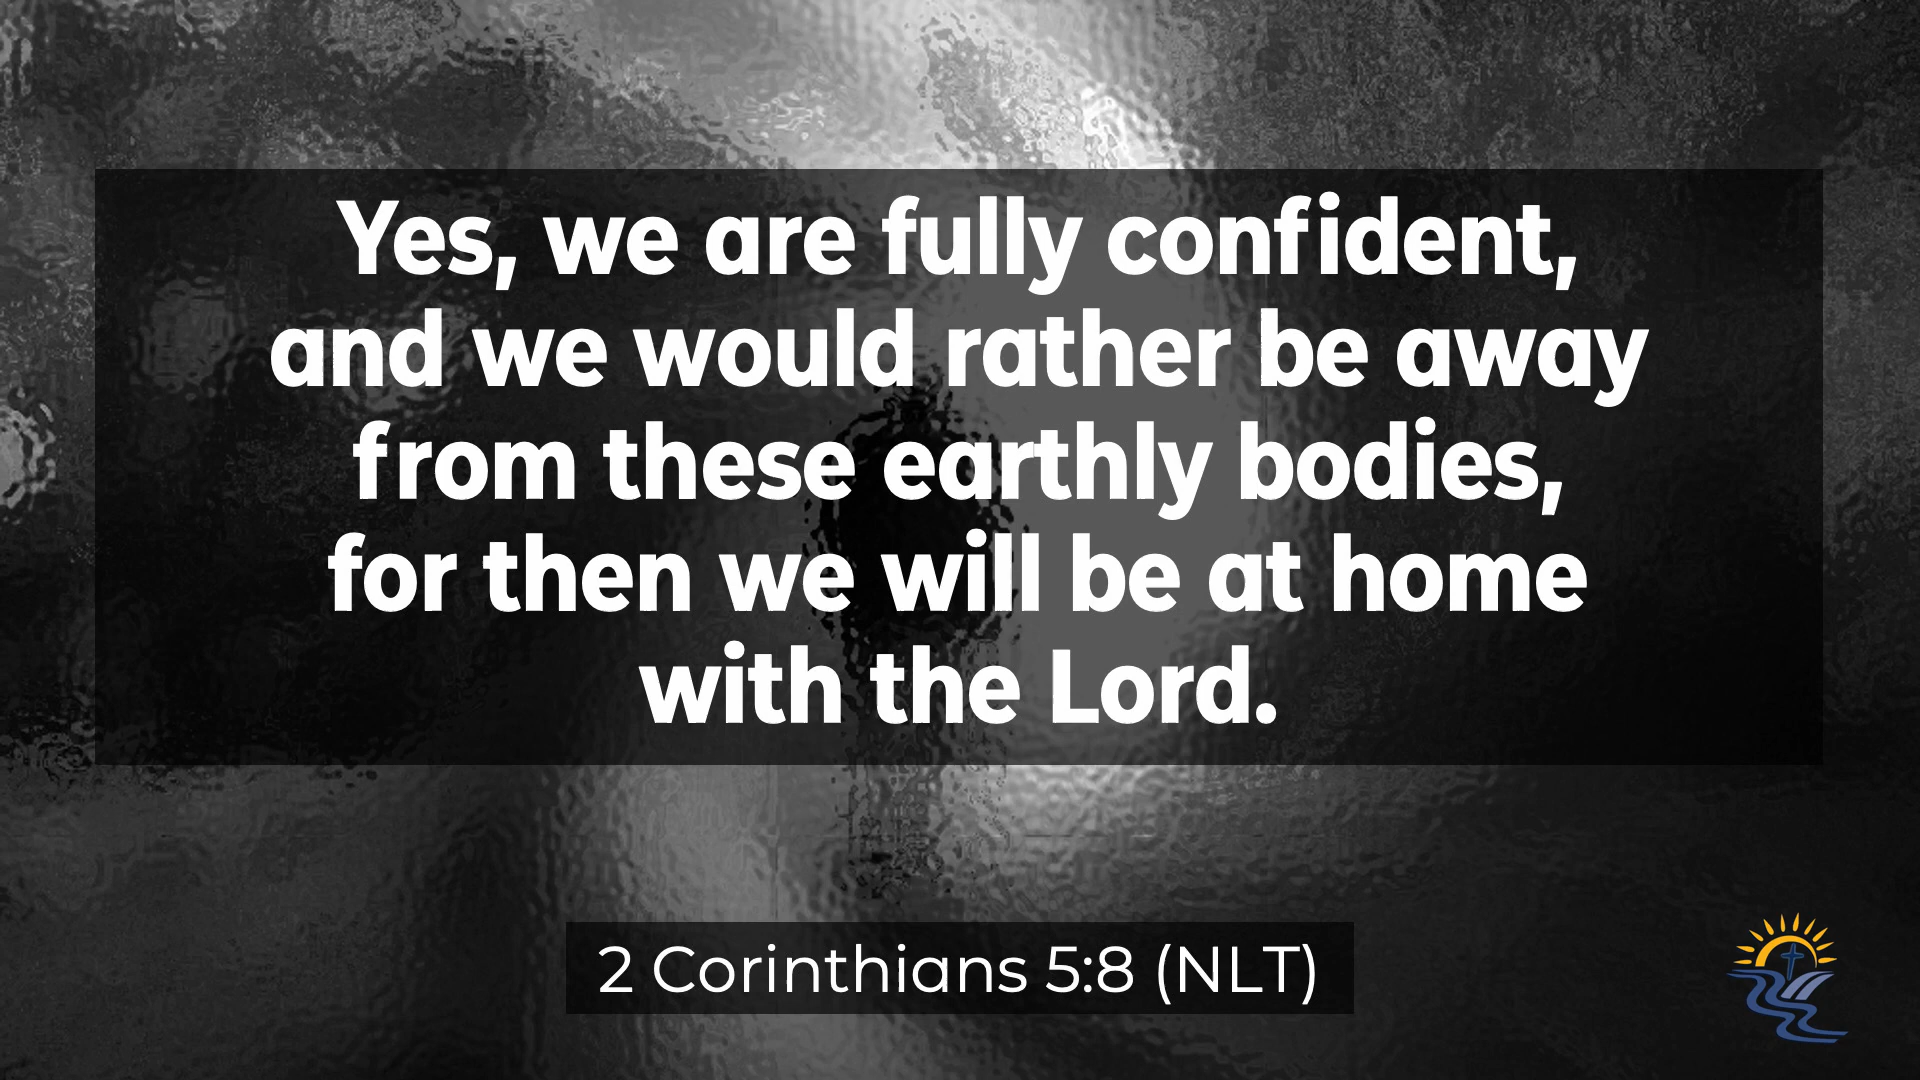 Yes, we are fully confident,
and we would rather be away
from these earthly bodies,
for then we will be at home
with the Lord.
2 Corinthians 5:8 (NLT)